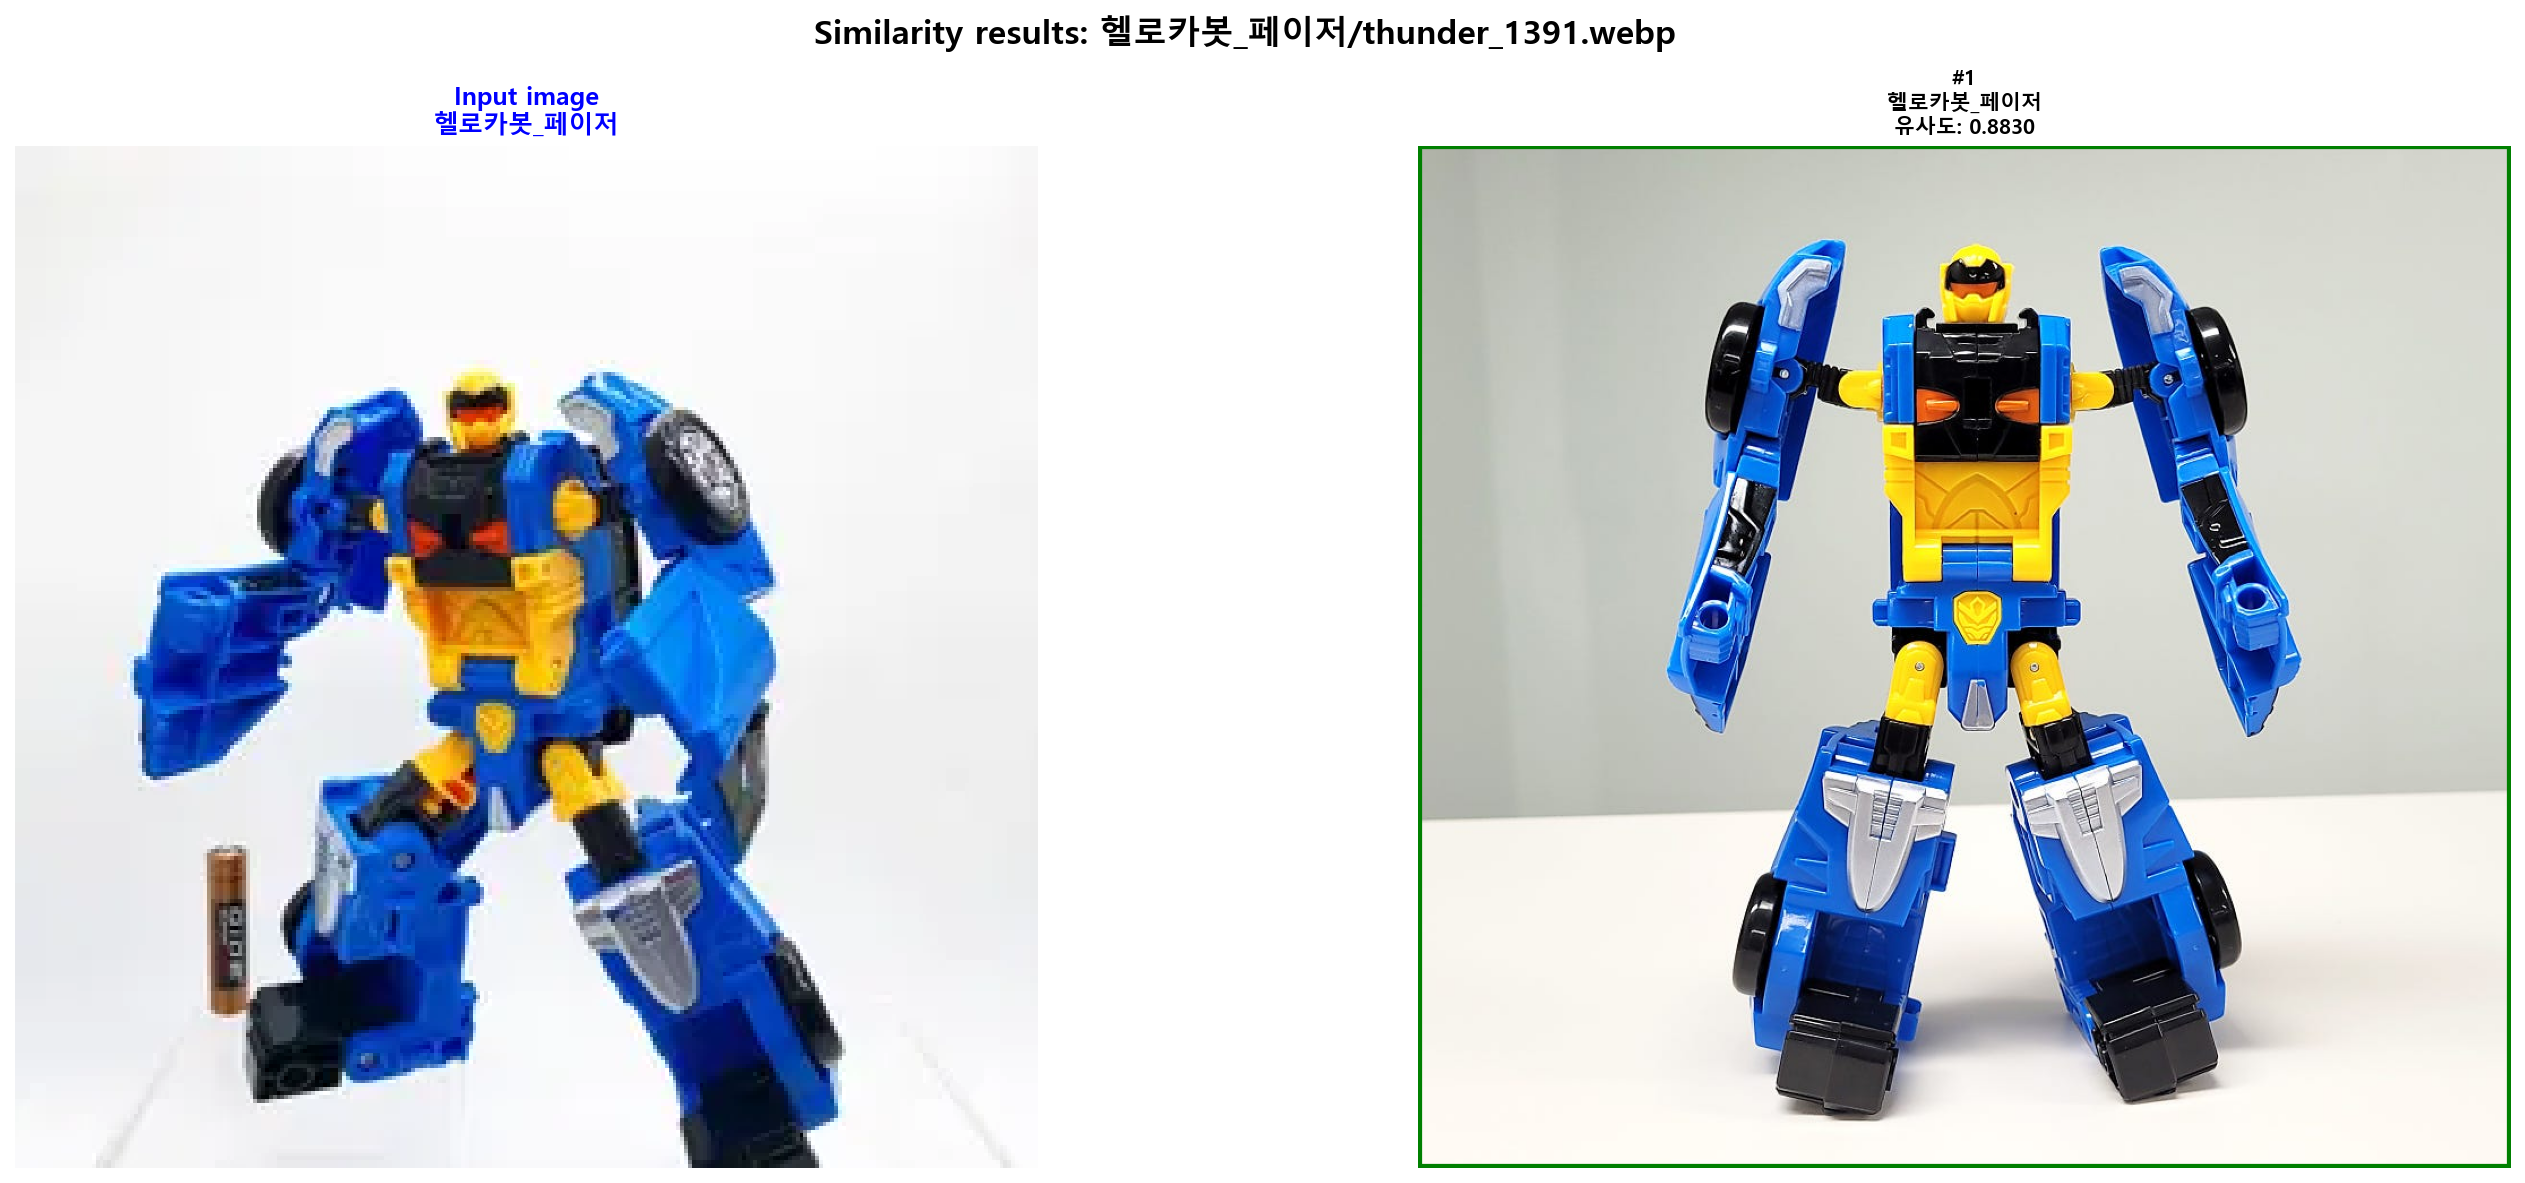 Similarity results: 헬로카봇_페이저/thunder_1391.webp
Input image
헬로카봇_페이저
#1
헬로카봇_페이저
유사도: 0.8830